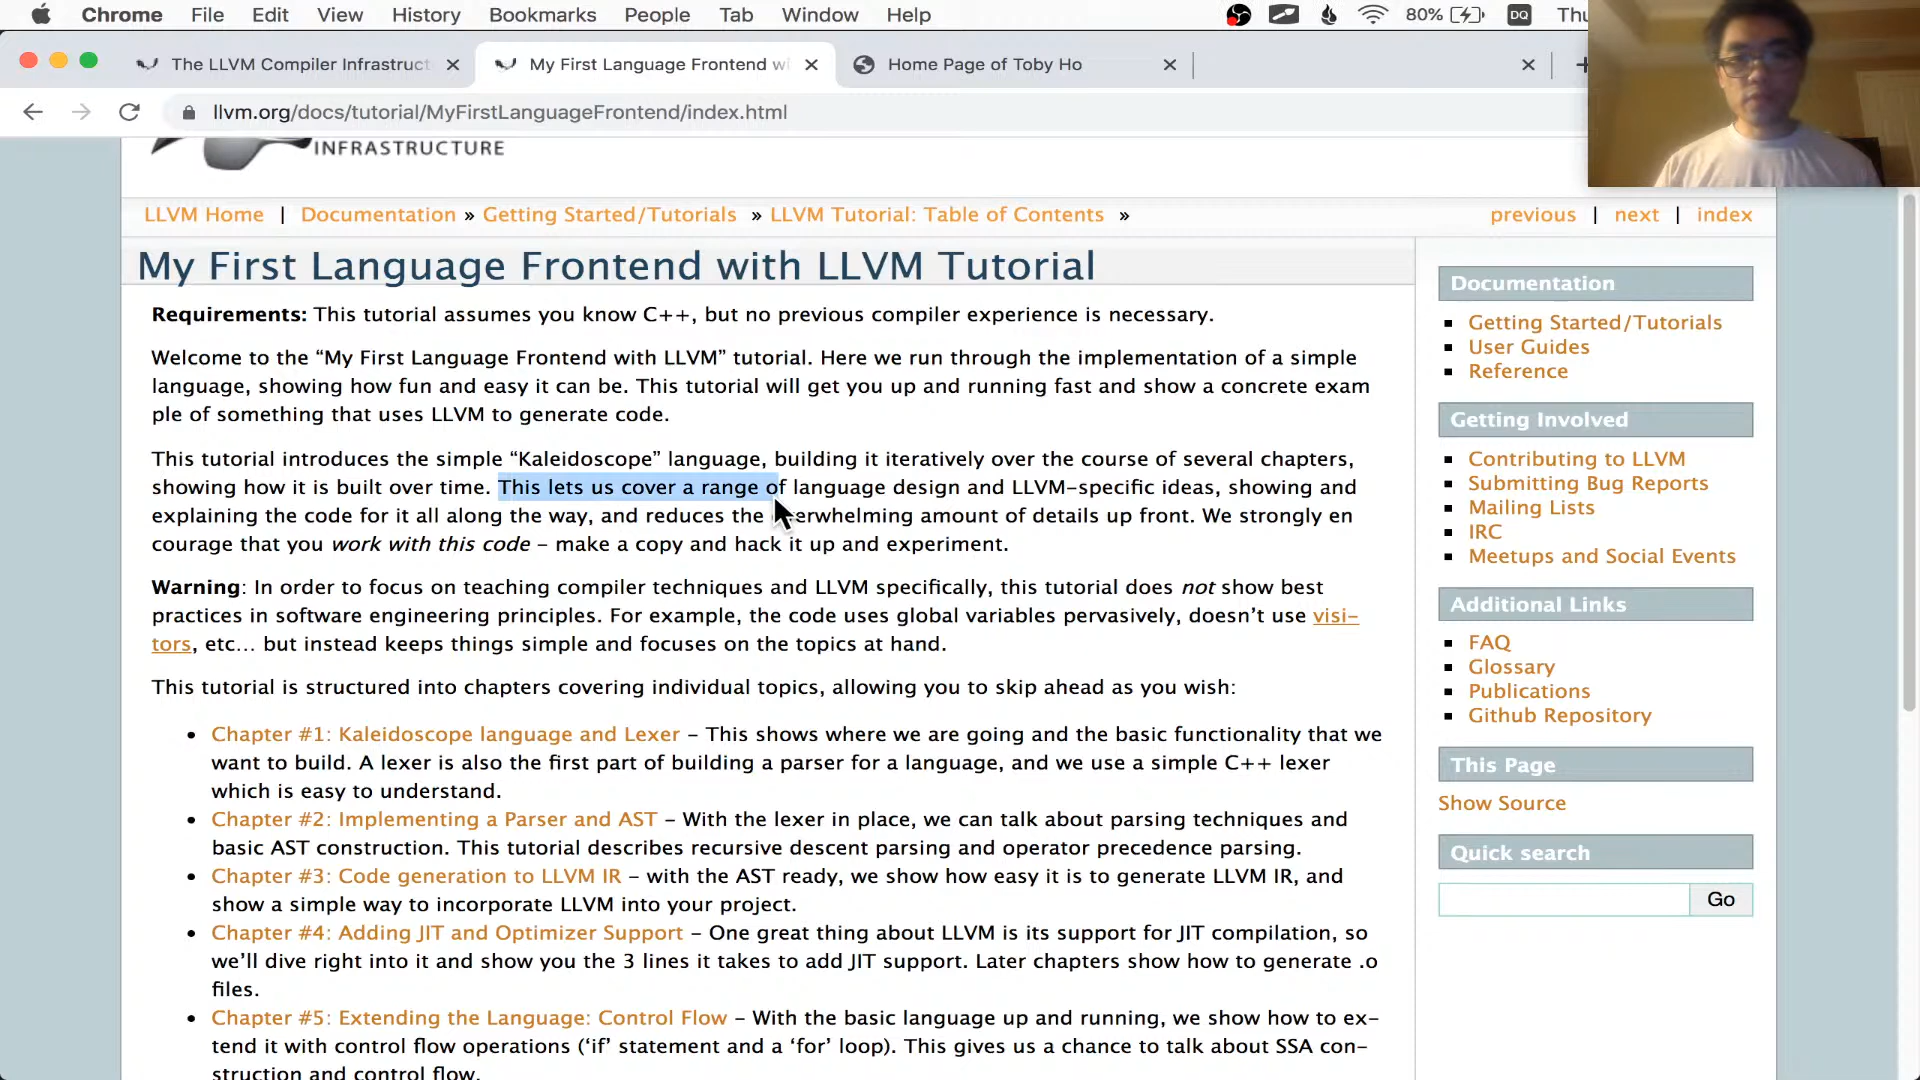 Chrome File Edit View History Bookmarks People Tab Window Help 80% DQ Thu
The LLVM Compiler Infrastruct
My First Language Frontend wi
Home Page of Toby Ho
llvm.org/docs/tutorial/MyFirstLanguageFrontend/index.html
INFRASTRUCTURE
LLVM Home | Documentation » Getting Started/Tutorials » LLVM Tutorial: Table of Contents »
previous | next | index
My First Language Frontend with LLVM Tutorial
Requirements: This tutorial assumes you know C++, but no previous compiler experience is necessary.
Welcome to the “My First Language Frontend with LLVM” tutorial. Here we run through the implementation of a simple
language, showing how fun and easy it can be. This tutorial will get you up and running fast and show a concrete exam
ple of something that uses LLVM to generate code.
This tutorial introduces the simple “Kaleidoscope” language, building it iteratively over the course of several chapters,
showing how it is built over time. This lets us cover a range of language design and LLVM-specific ideas, showing and
explaining the code for it all along the way, and reduces the overwhelming amount of details up front. We strongly en
courage that you work with this code – make a copy and hack it up and experiment.
Warning: In order to focus on teaching compiler techniques and LLVM specifically, this tutorial does not show best
practices in software engineering principles. For example, the code uses global variables pervasively, doesn’t use visi-
tors, etc… but instead keeps things simple and focuses on the topics at hand.
This tutorial is structured into chapters covering individual topics, allowing you to skip ahead as you wish:
• Chapter #1: Kaleidoscope language and Lexer – This shows where we are going and the basic functionality that we
want to build. A lexer is also the first part of building a parser for a language, and we use a simple C++ lexer
which is easy to understand.
• Chapter #2: Implementing a Parser and AST – With the lexer in place, we can talk about parsing techniques and
basic AST construction. This tutorial describes recursive descent parsing and operator precedence parsing.
• Chapter #3: Code generation to LLVM IR – with the AST ready, we show how easy it is to generate LLVM IR, and
show a simple way to incorporate LLVM into your project.
• Chapter #4: Adding JIT and Optimizer Support – One great thing about LLVM is its support for JIT compilation, so
we’ll dive right into it and show you the 3 lines it takes to add JIT support. Later chapters show how to generate .o
files.
• Chapter #5: Extending the Language: Control Flow – With the basic language up and running, we show how to ex-
tend it with control flow operations (‘if’ statement and a ‘for’ loop). This gives us a chance to talk about SSA con-
struction and control flow.
Documentation
Getting Started/Tutorials
User Guides
Reference
Getting Involved
Contributing to LLVM
Submitting Bug Reports
Mailing Lists
IRC
Meetups and Social Events
Additional Links
FAQ
Glossary
Publications
Github Repository
This Page
Show Source
Quick search
Go